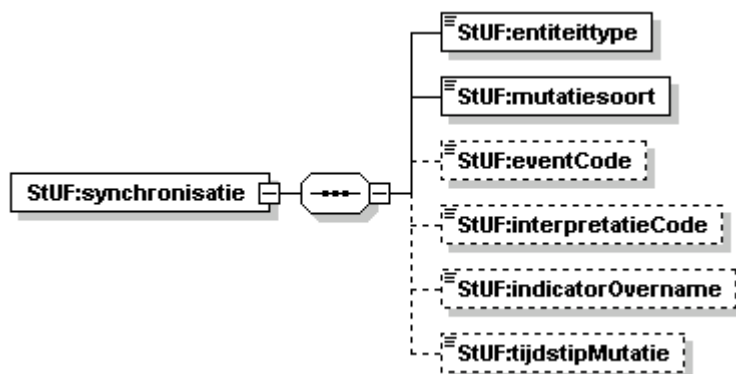 StUF:entiteittype
StUF:mutatiesoort
StUF:eventCode
StUF:synchronisatie
StUF:interpretatieCode
StUF:indicatorOvername
StUF:tijdstipMutatie